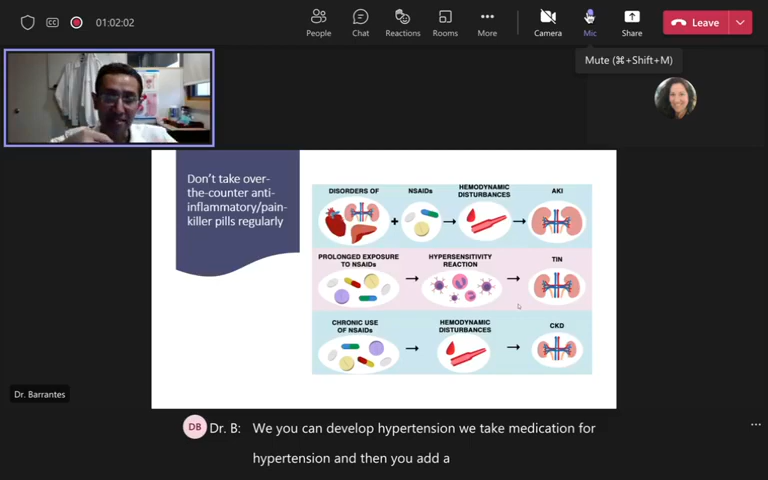 01:02:02
People
Chat
Reactions
Rooms
More
Camera
Mic
Share
Leave
Mute (⌘+Shift+M)
Don't take over-
the-counter anti-
inflammatory/pain-
killer pills regularly
DISORDERS OF
NSAIDs
HEMODYNAMIC
DISTURBANCES
AKI
PROLONGED EXPOSURE
TO NSAIDs
HYPERSENSITIVITY
REACTION
TIN
CHRONIC USE
OF NSAIDs
HEMODYNAMIC
DISTURBANCES
CKD
Dr. Barrantes
DB Dr. B: We you can develop hypertension we take medication for
hypertension and then you add a